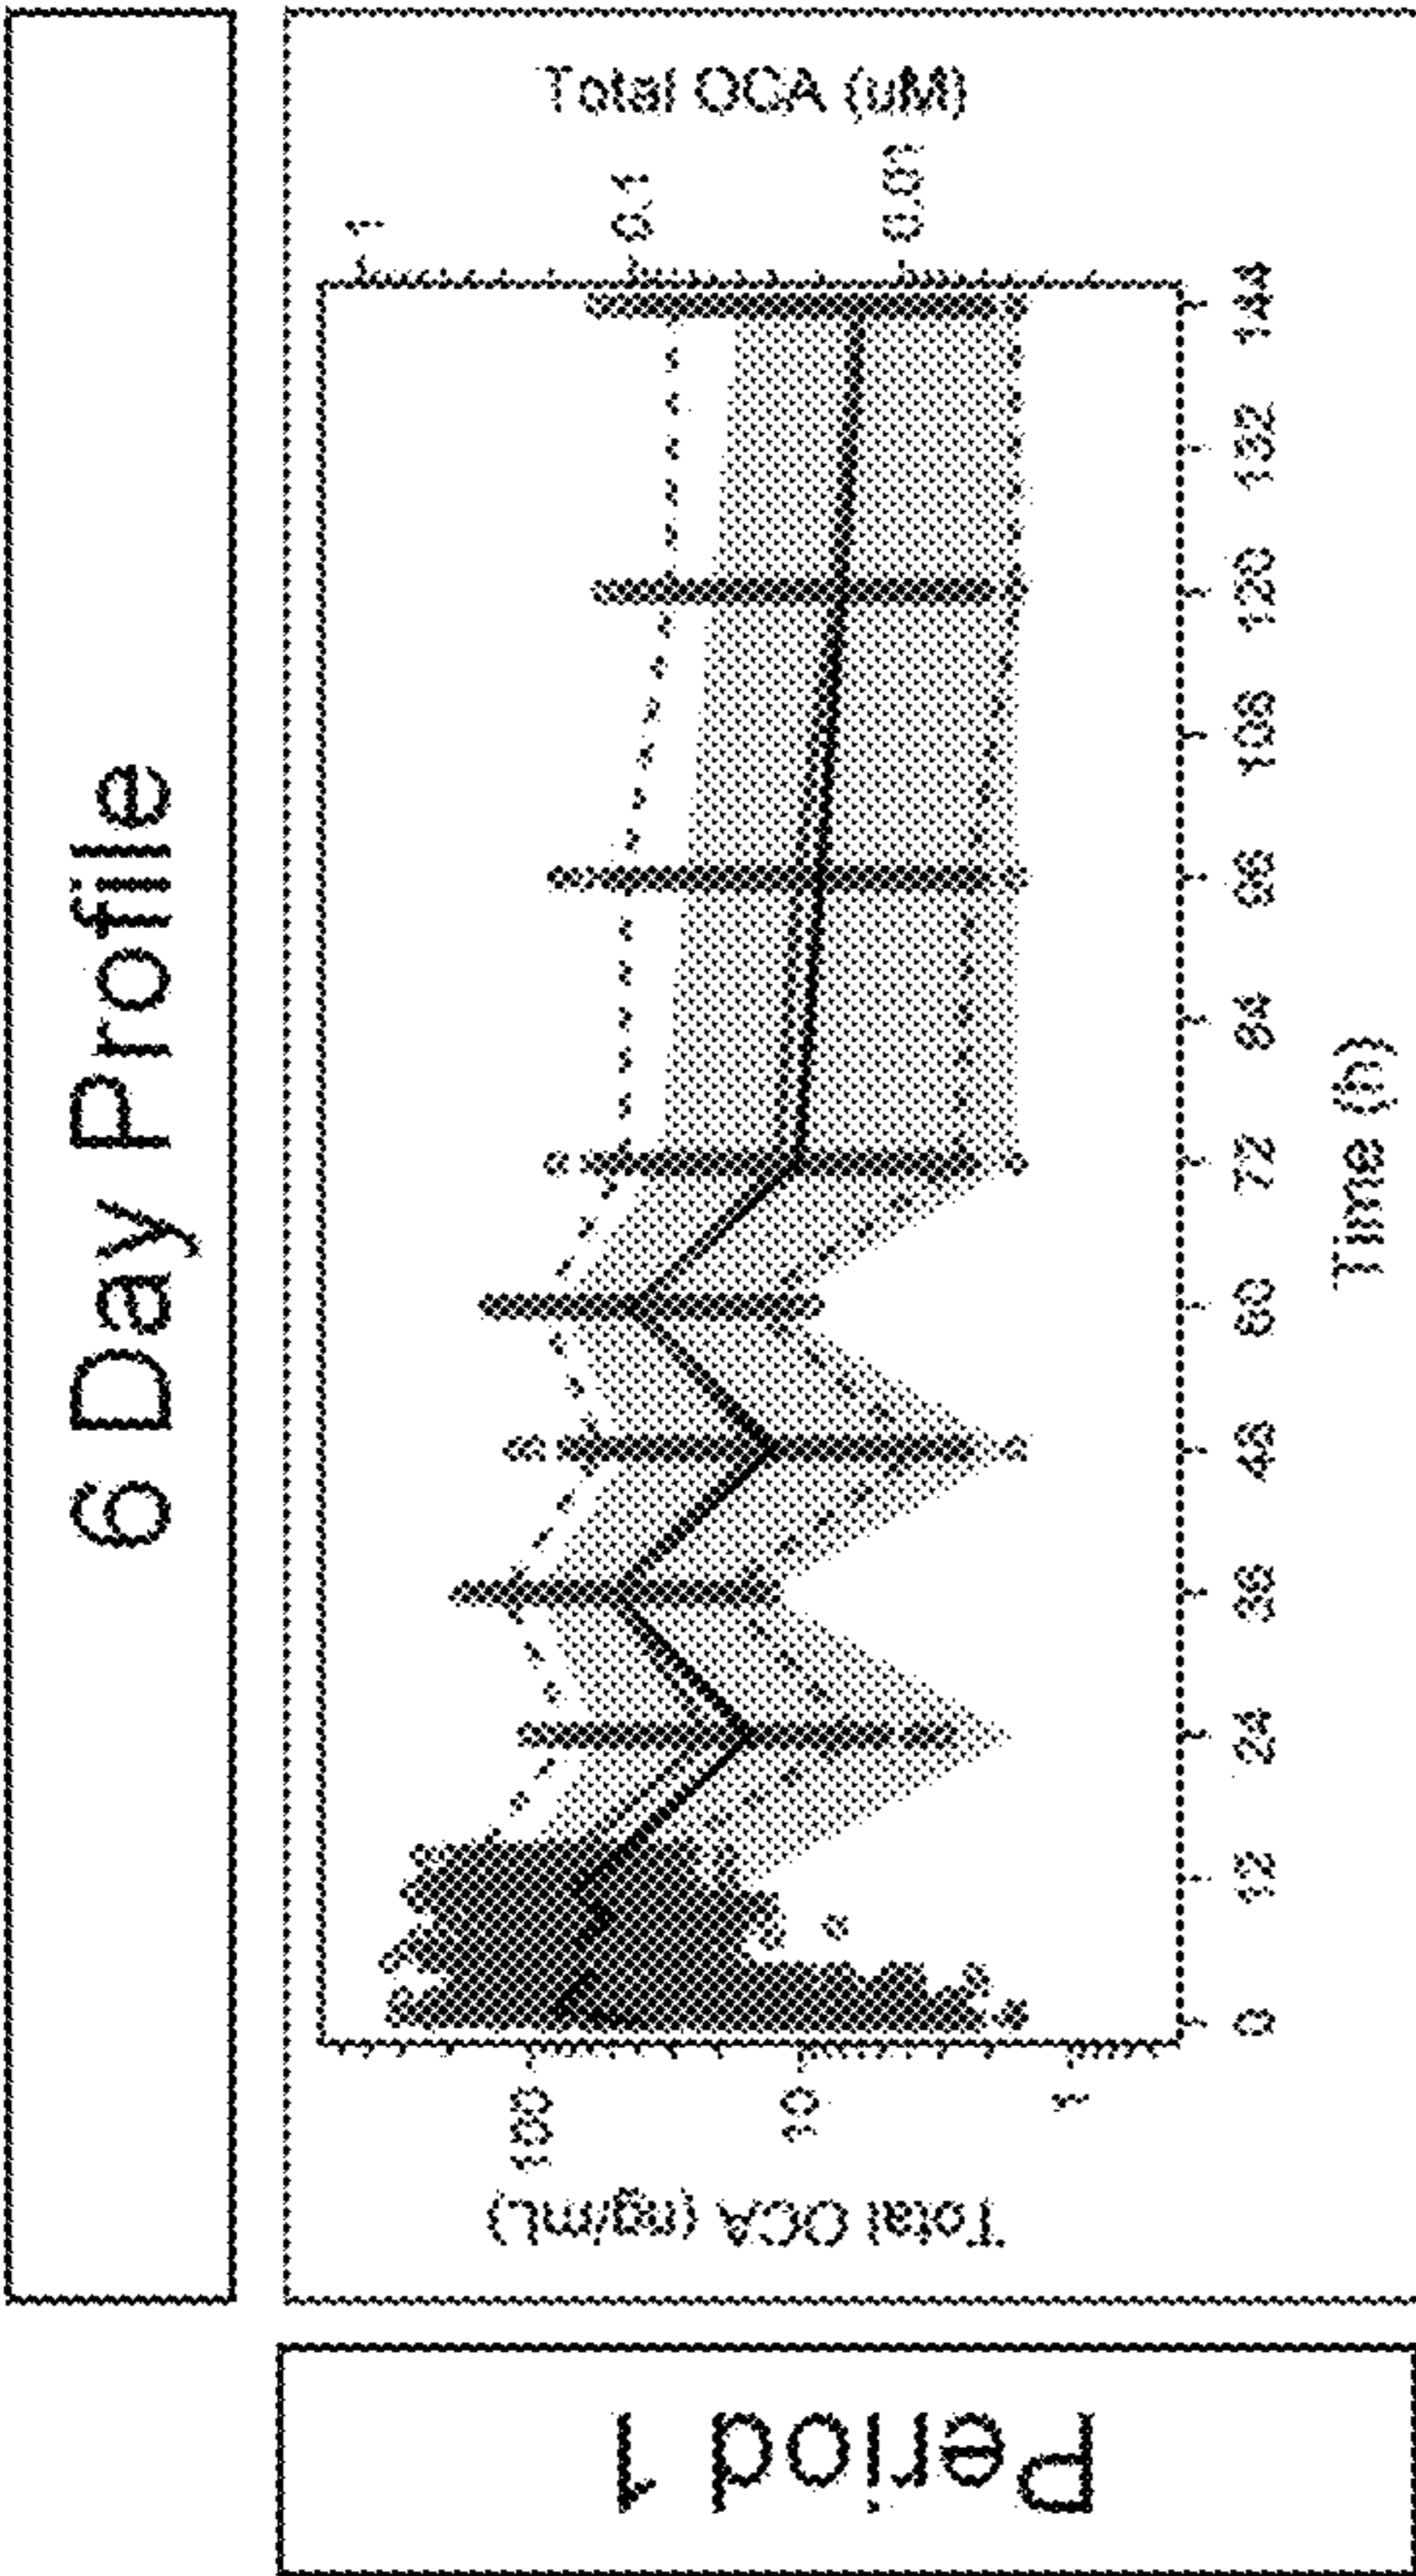 6 Day Profile
Period 1
Total OCA (ng/mL)
100
10
1
Total OCA (uM)
1
0.1
0.01
0 12 24 36 48 60 72 84 96 108 120 132 144
Time (h)